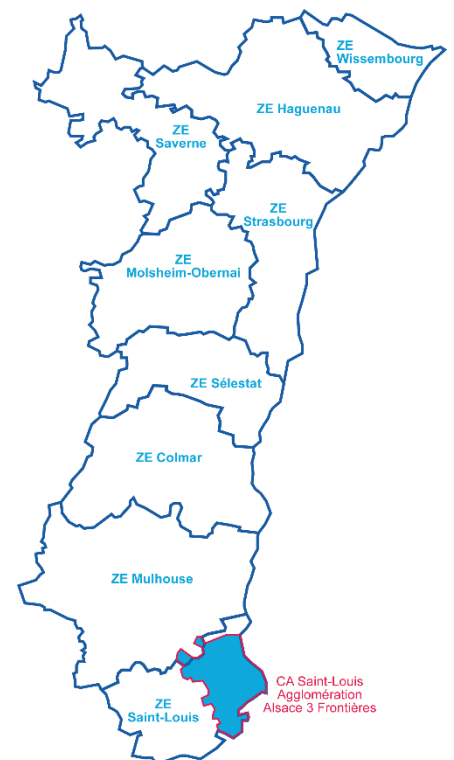 ZE
Wissembourg
ZE Haguenau
ZE
Saverne
ZE
Strasbourg
ZE
Molsheim-Obernai
ZE Sélestat
ZE Colmar
ZE Mulhouse
CA Saint-Louis
Agglomération
Alsace 3 Frontières
ZE
Saint-Louis